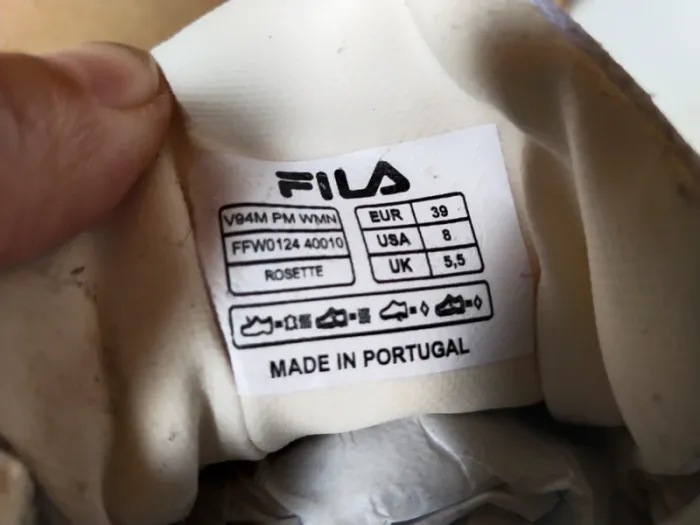 FILA
V94M PM WMN
FFW0124 40010
ROSETTE
EUR 39
USA 8
UK 5,5
MADE IN PORTUGAL